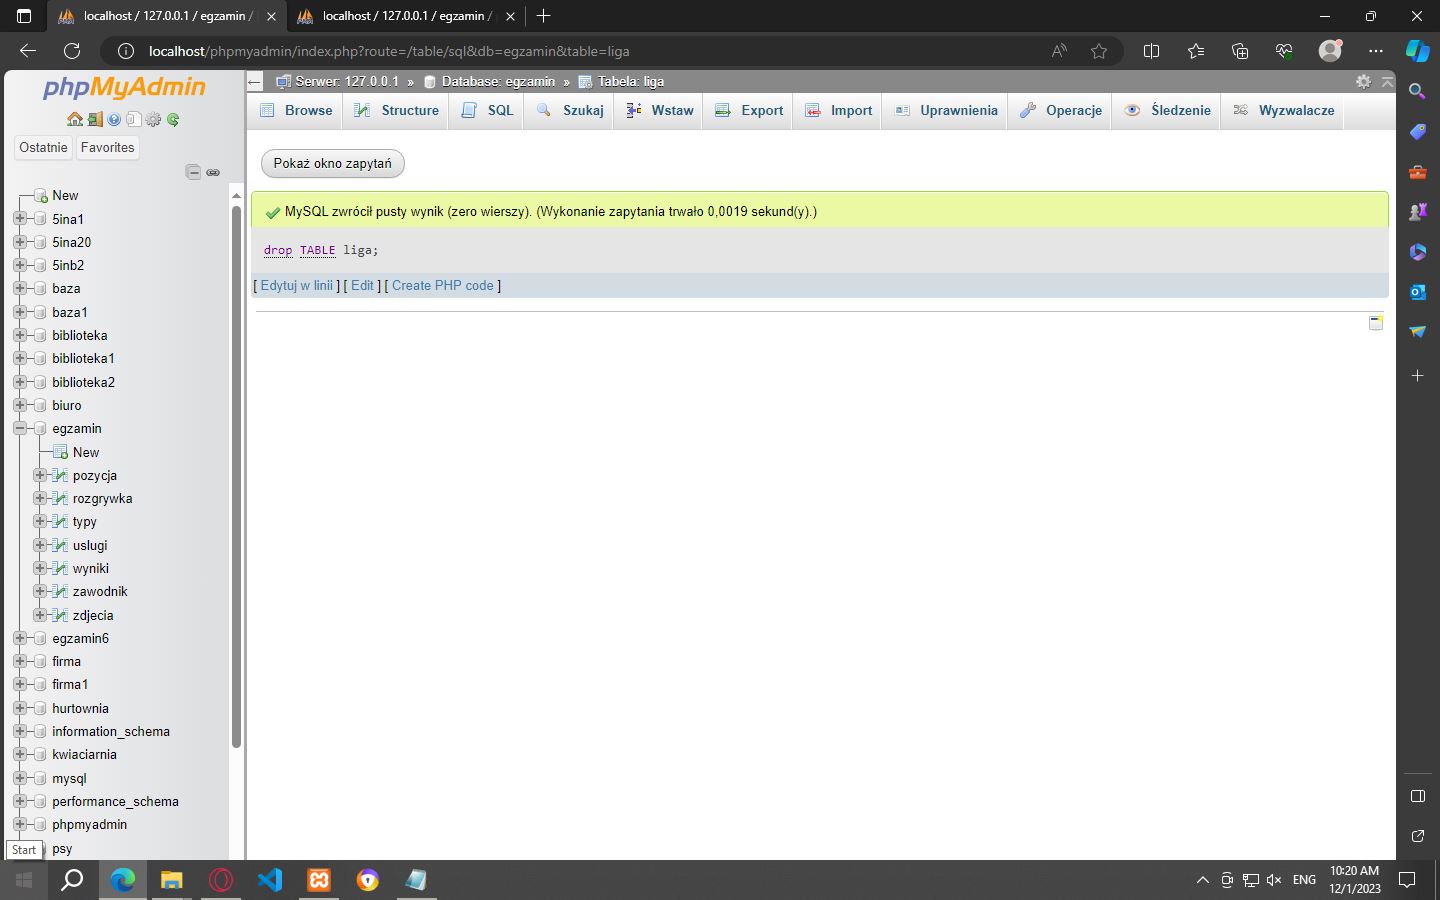 localhost / 127.0.0.1 / egzamin /
localhost / 127.0.0.1 / egzamin /
localhost/phpmyadmin/index.php?route=/table/sql&db=egzamin&table=liga
phpMyAdmin
Serwer: 127.0.0.1 » Database: egzamin » Tabela: liga
Browse Structure SQL Szukaj Wstaw Export Import Uprawnienia Operacje Śledzenie Wyzwalacze
Ostatnie Favorites
New
5ina1
5ina20
5inb2
baza
baza1
biblioteka
biblioteka1
biblioteka2
biuro
egzamin
New
pozycja
rozgrywka
typy
uslugi
wyniki
zawodnik
zdjecia
egzamin6
firma
firma1
hurtownia
information_schema
kwiaciarnia
mysql
performance_schema
phpmyadmin
psy
Pokaż okno zapytań
MySQL zwrócił pusty wynik (zero wierszy). (Wykonanie zapytania trwało 0,0019 sekund(y).)
drop TABLE liga;
[ Edytuj w linii ] [ Edit ] [ Create PHP code ]
Start
ENG
10:20 AM
12/1/2023